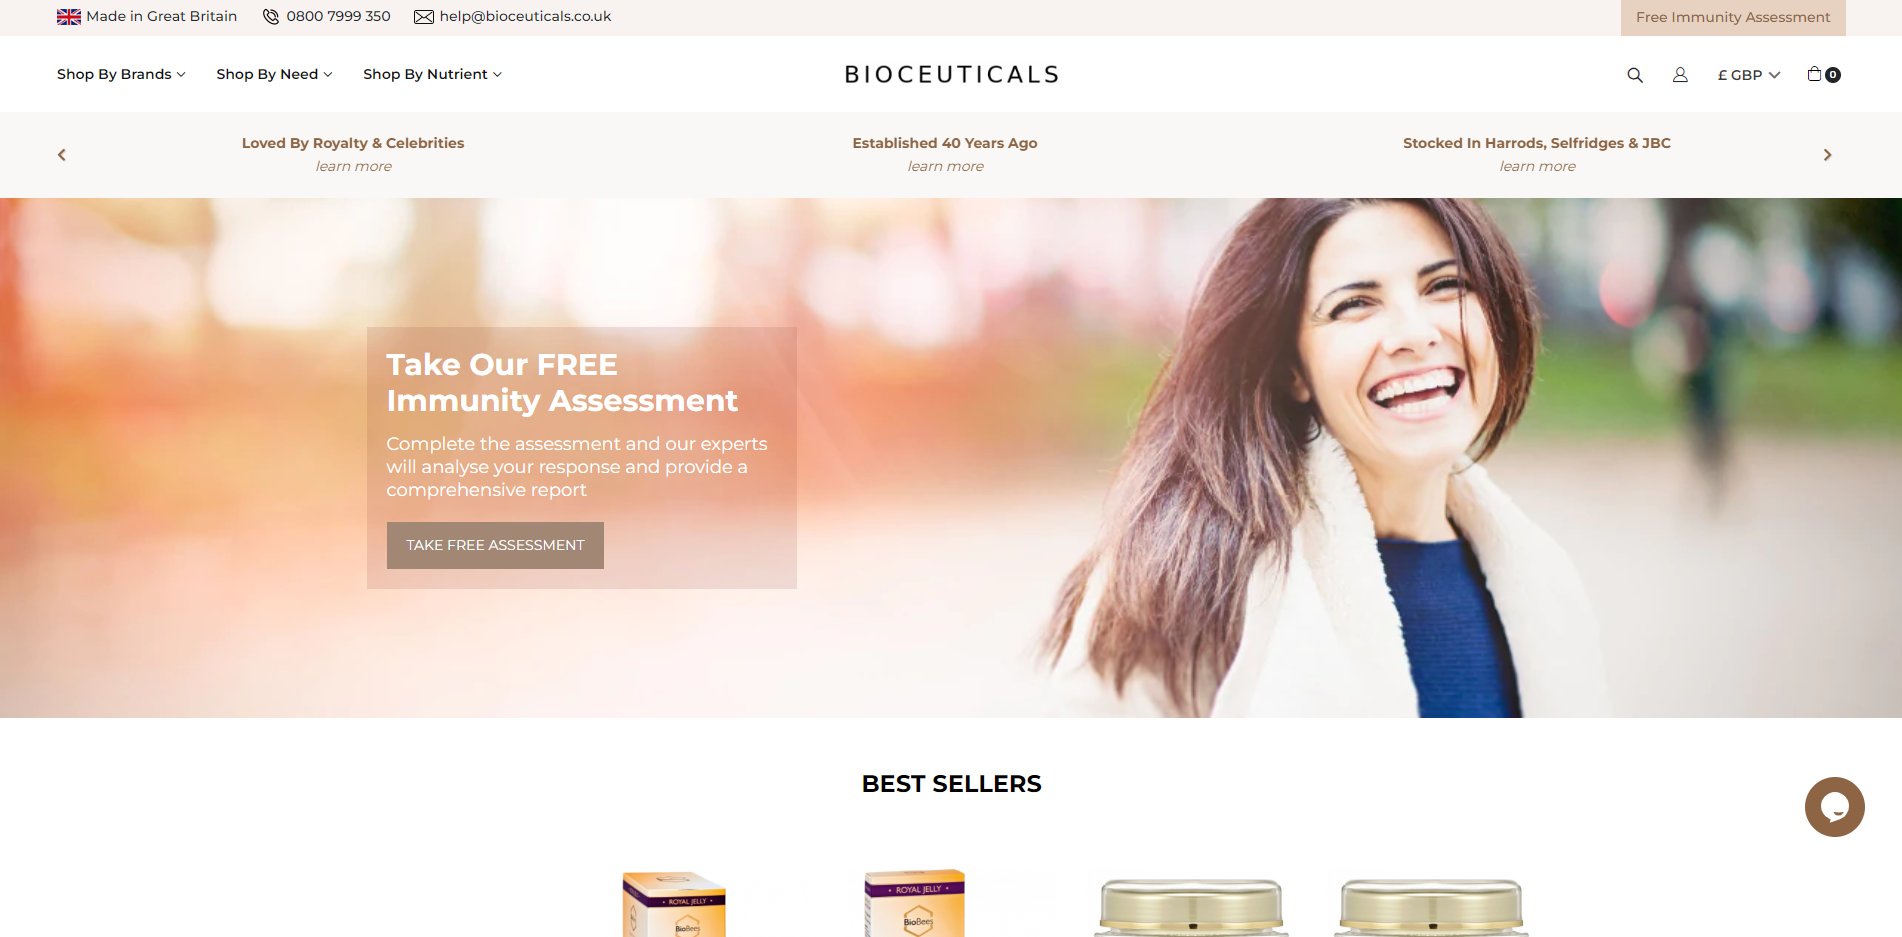 Made in Great Britain
0800 7999 350
help@bioceuticals.co.uk
Free Immunity Assessment
Shop By Brands
Shop By Need
Shop By Nutrient
BIOCEUTICALS
£ GBP
0
Loved By Royalty & Celebrities
learn more
Established 40 Years Ago
learn more
Stocked In Harrods, Selfridges & JBC
learn more
Take Our FREE
Immunity Assessment
Complete the assessment and our experts
will analyse your response and provide a
comprehensive report
TAKE FREE ASSESSMENT
BEST SELLERS
• ROYAL JELLY •
BioBees
• ROYAL JELLY •
BioBees